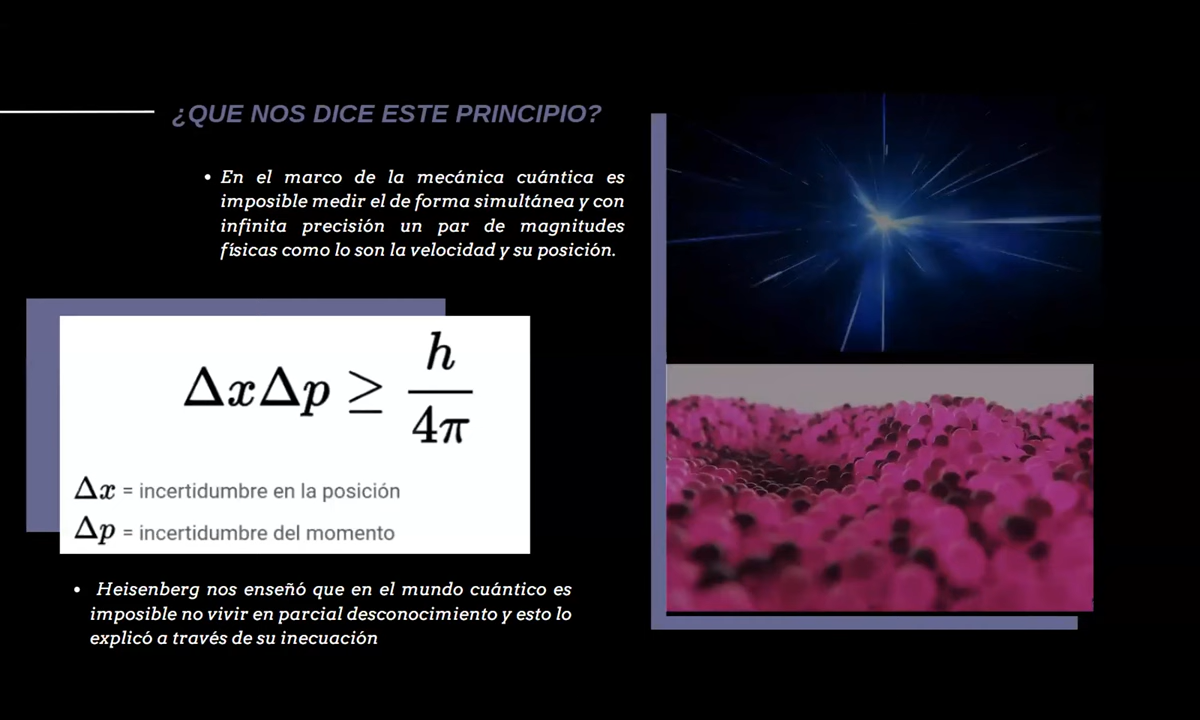 ¿QUE NOS DICE ESTE PRINCIPIO?
• En el marco de la mecánica cuántica es
imposible medir el de forma simultánea y con
infinita precisión un par de magnitudes
físicas como lo son la velocidad y su posición.
ΔxΔp ≥ h/4π
Δx = incertidumbre en la posición
Δp = incertidumbre del momento
• Heisenberg nos enseñó que en el mundo cuántico es
imposible no vivir en parcial desconocimiento y esto lo
explicó a través de su inecuación